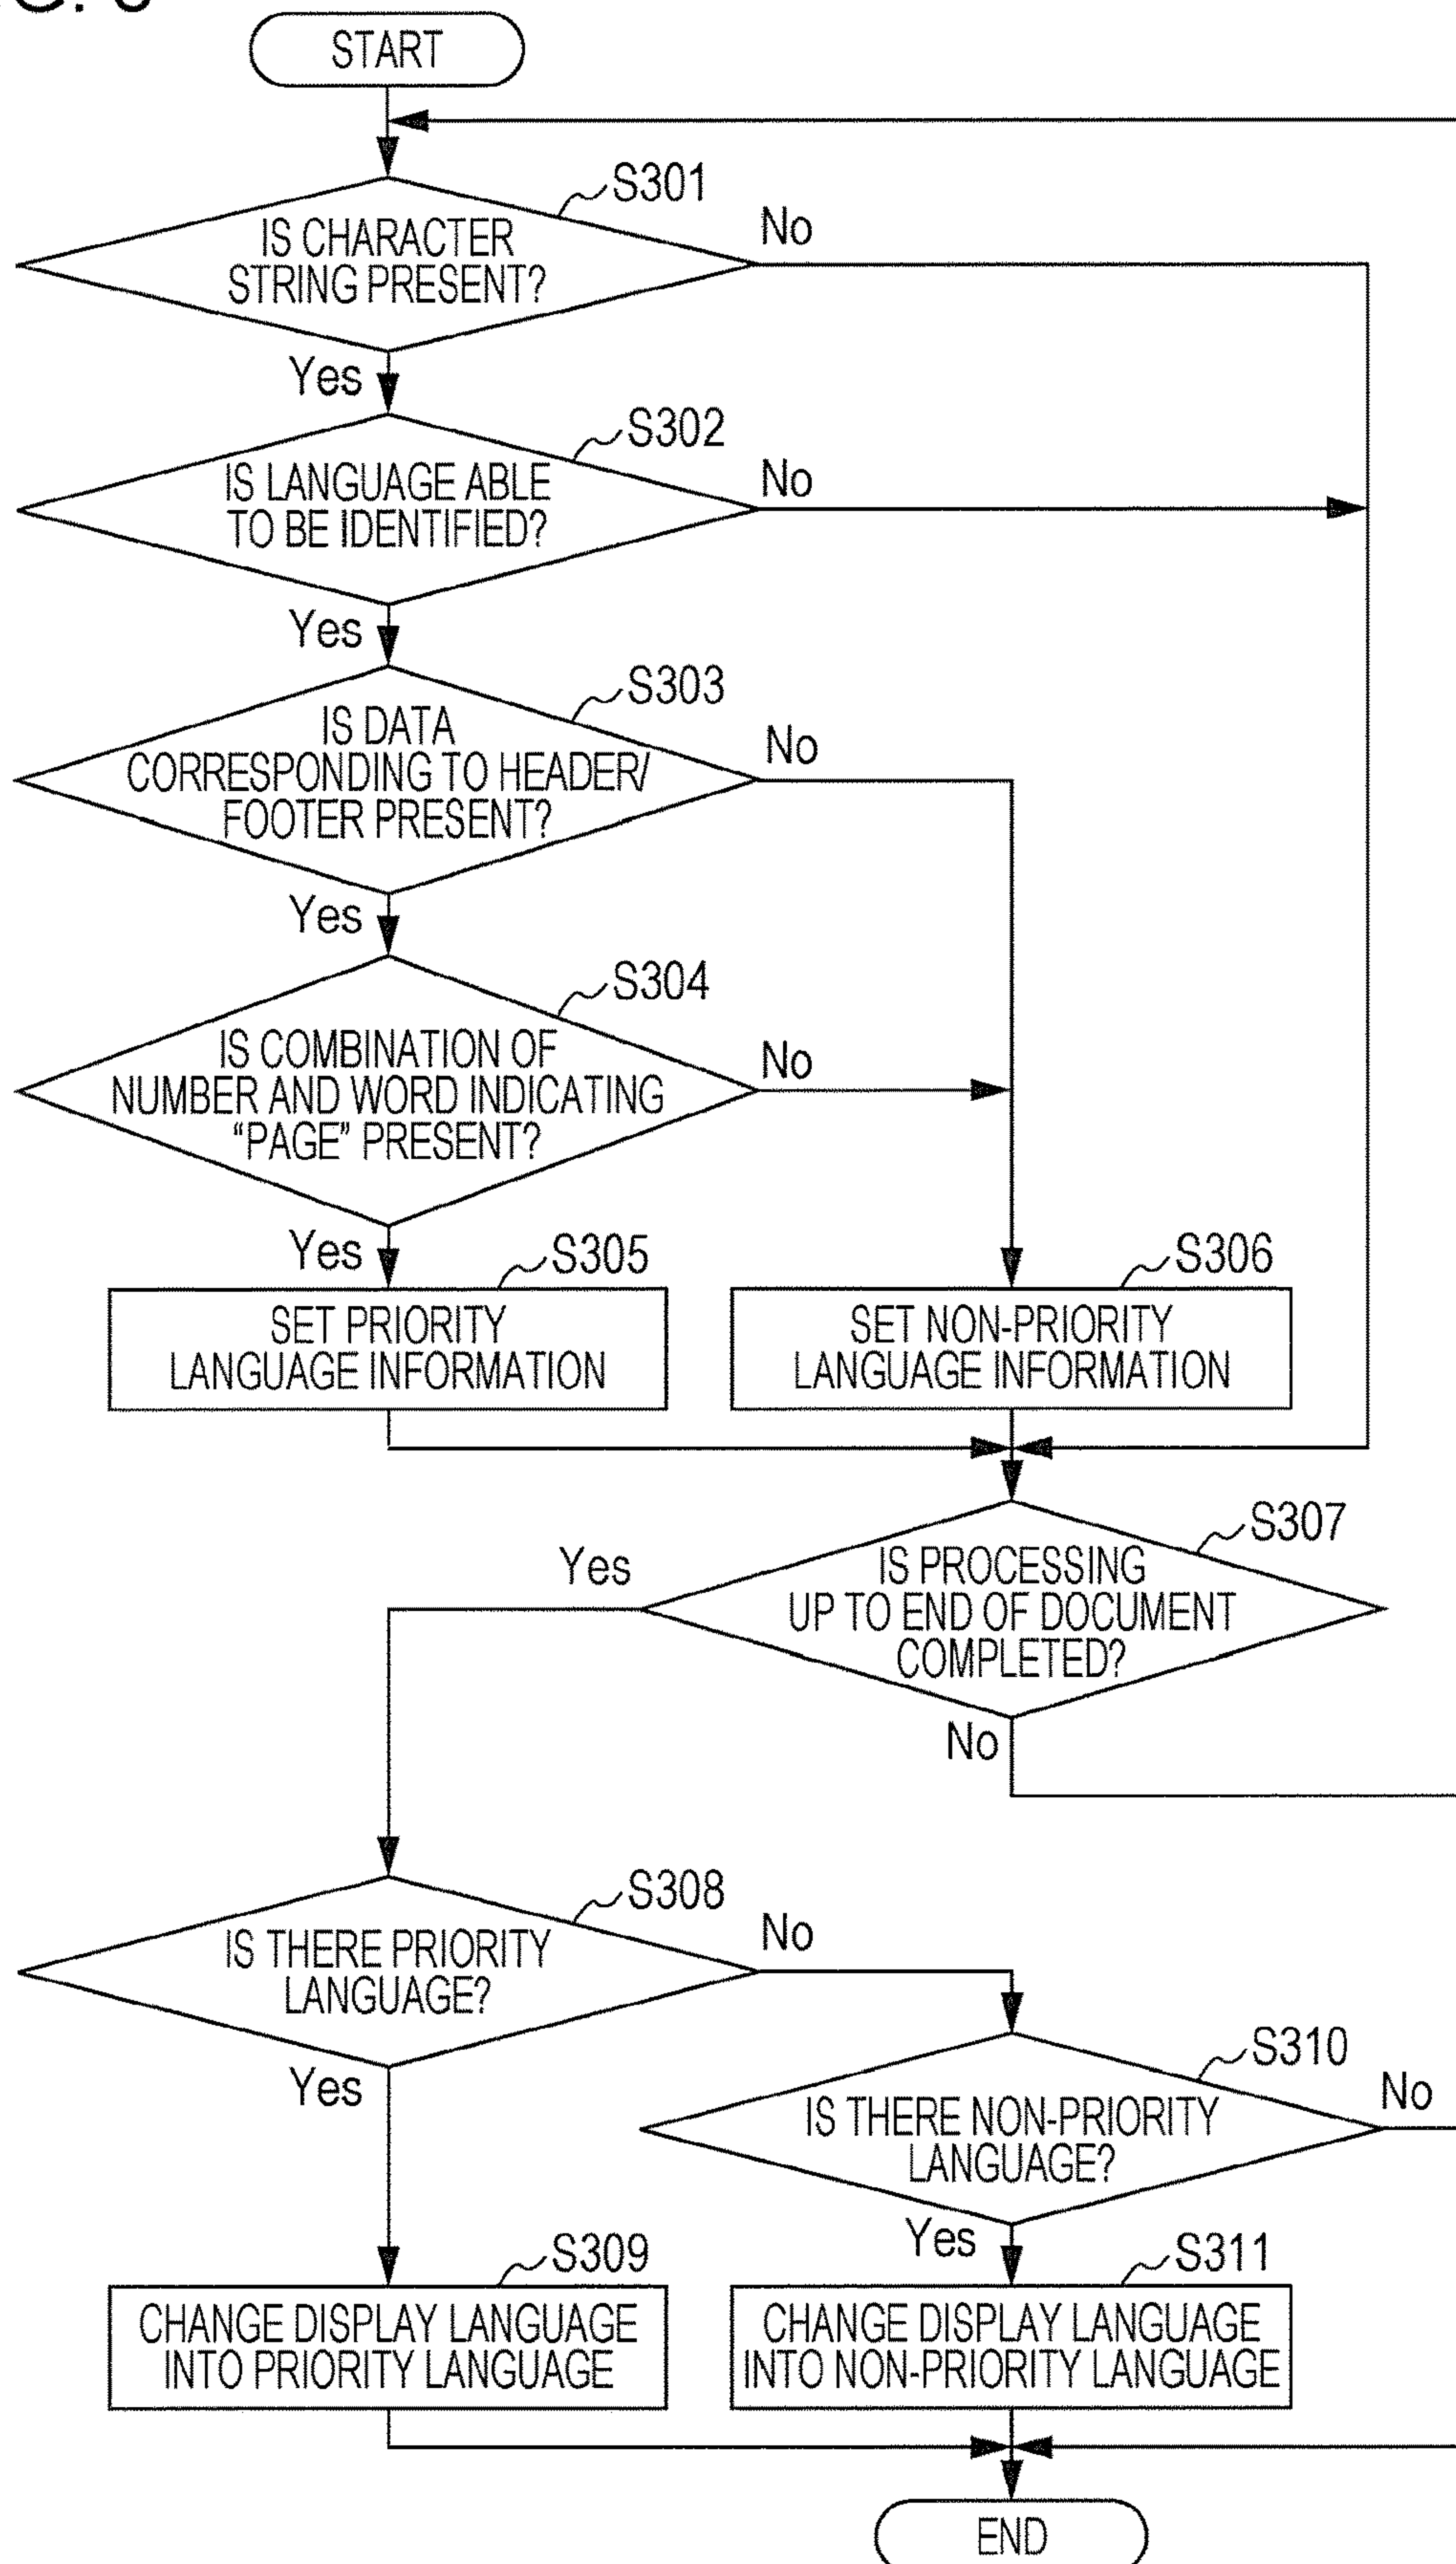 START
S301
IS CHARACTER
STRING PRESENT?
No
Yes
S302
IS LANGUAGE ABLE
TO BE IDENTIFIED?
No
Yes
S303
IS DATA
CORRESPONDING TO HEADER/
FOOTER PRESENT?
No
Yes
S304
IS COMBINATION OF
NUMBER AND WORD INDICATING
“PAGE” PRESENT?
No
Yes
S305
SET PRIORITY
LANGUAGE INFORMATION
S306
SET NON-PRIORITY
LANGUAGE INFORMATION
S307
IS PROCESSING
UP TO END OF DOCUMENT
COMPLETED?
Yes
No
S308
IS THERE PRIORITY
LANGUAGE?
No
Yes
S310
IS THERE NON-PRIORITY
LANGUAGE?
No
Yes
S309
CHANGE DISPLAY LANGUAGE
INTO PRIORITY LANGUAGE
S311
CHANGE DISPLAY LANGUAGE
INTO NON-PRIORITY LANGUAGE
END